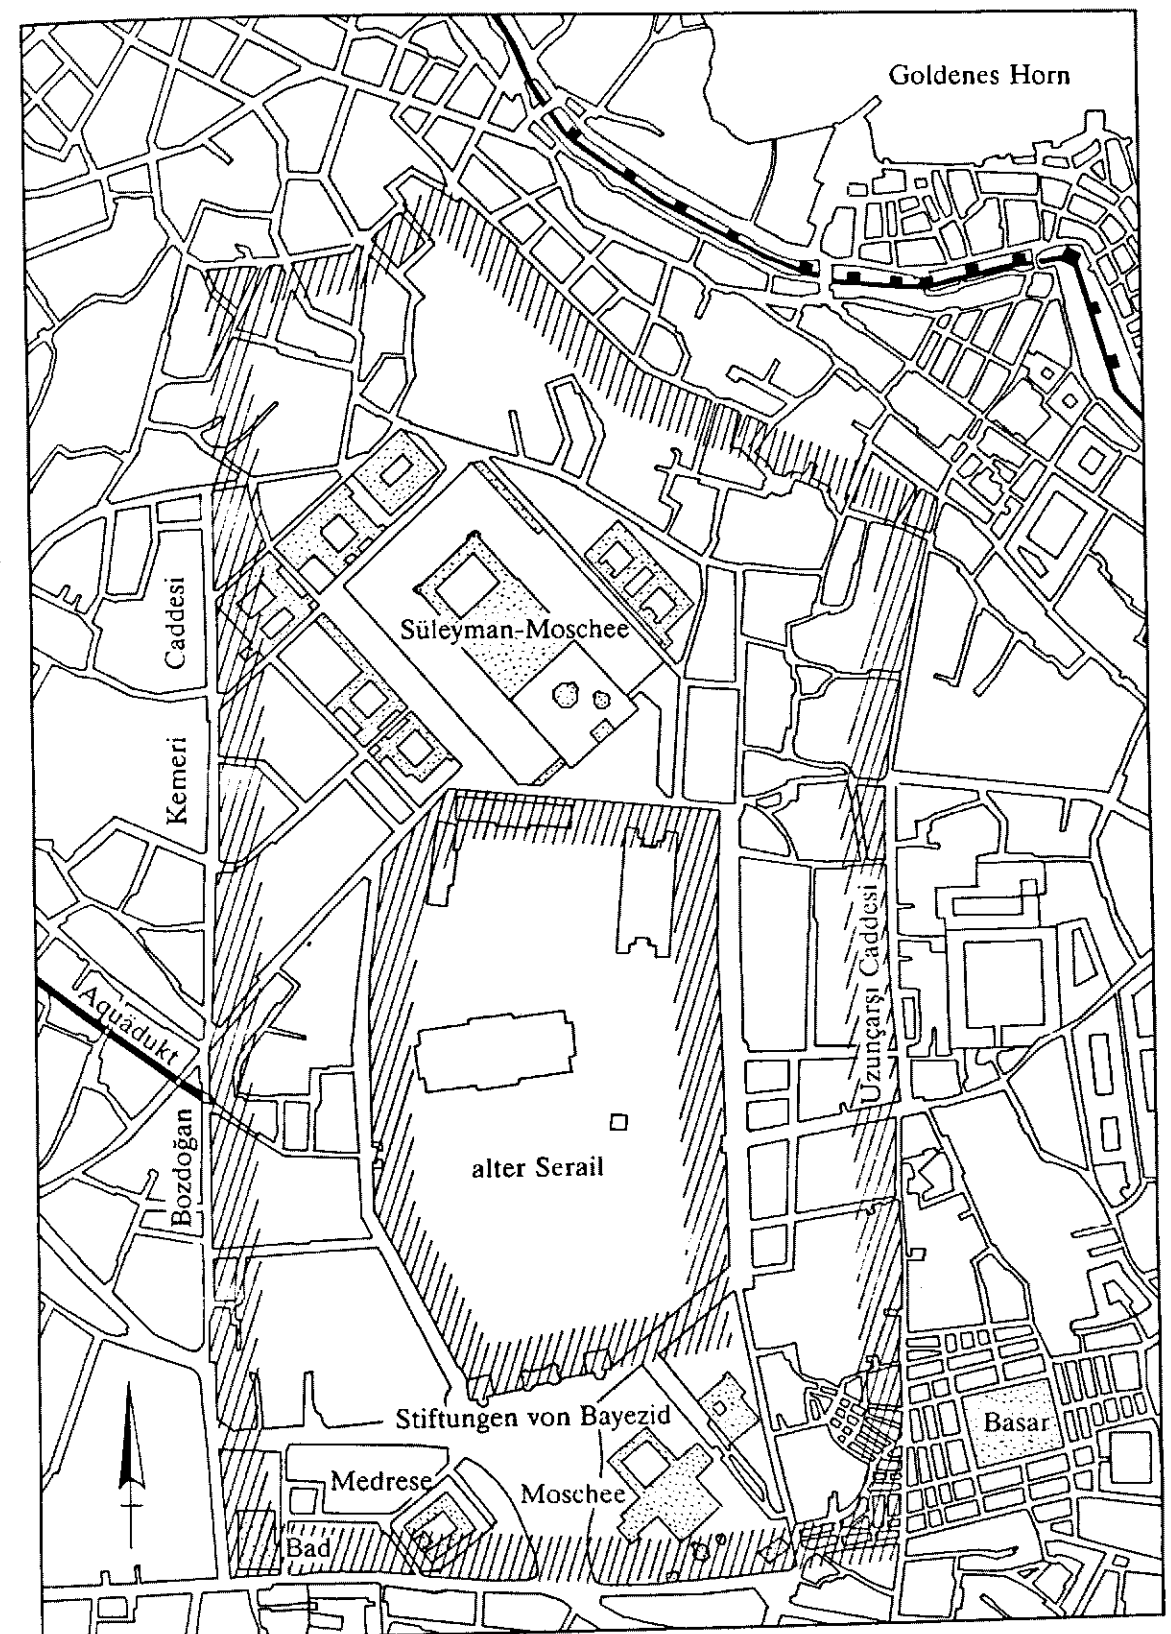 Goldenes Horn
Süleyman-Moschee
Bozdoğan Kemeri Caddesi
Aquädukt
Uzunçarşı Caddesi
alter Serail
Stiftungen von Bayezid
Basar
Medrese
Moschee
Bad